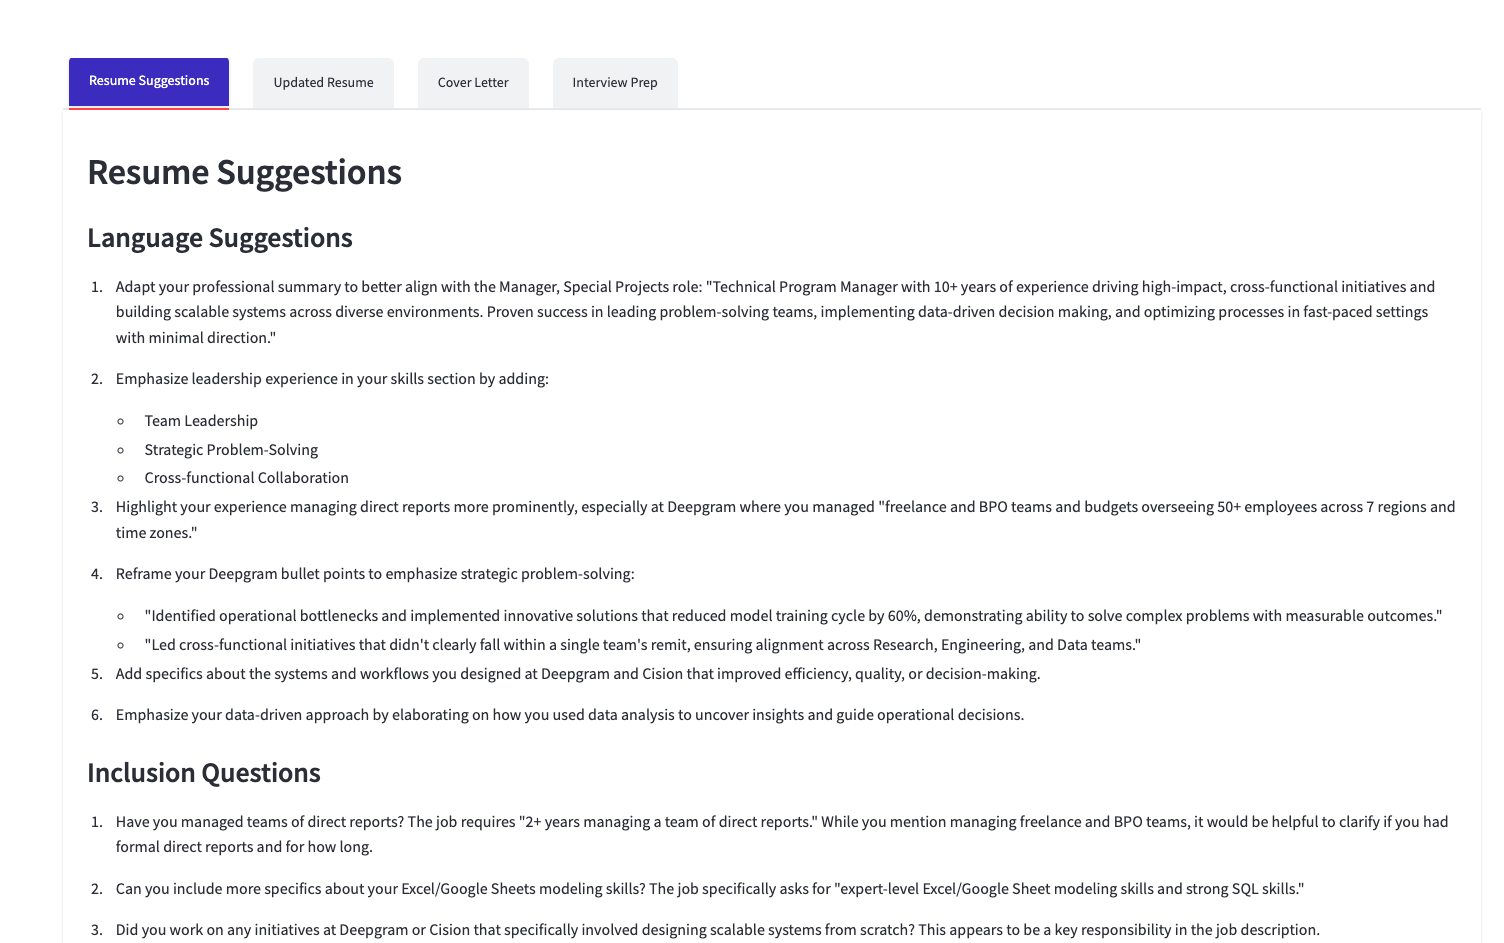 Resume Suggestions
Updated Resume
Cover Letter
Interview Prep
Resume Suggestions
Language Suggestions
1. Adapt your professional summary to better align with the Manager, Special Projects role: "Technical Program Manager with 10+ years of experience driving high-impact, cross-functional initiatives and
building scalable systems across diverse environments. Proven success in leading problem-solving teams, implementing data-driven decision making, and optimizing processes in fast-paced settings
with minimal direction."
2. Emphasize leadership experience in your skills section by adding:
○ Team Leadership
○ Strategic Problem-Solving
○ Cross-functional Collaboration
3. Highlight your experience managing direct reports more prominently, especially at Deepgram where you managed "freelance and BPO teams and budgets overseeing 50+ employees across 7 regions and
time zones."
4. Reframe your Deepgram bullet points to emphasize strategic problem-solving:
○ "Identified operational bottlenecks and implemented innovative solutions that reduced model training cycle by 60%, demonstrating ability to solve complex problems with measurable outcomes."
○ "Led cross-functional initiatives that didn't clearly fall within a single team's remit, ensuring alignment across Research, Engineering, and Data teams."
5. Add specifics about the systems and workflows you designed at Deepgram and Cision that improved efficiency, quality, or decision-making.
6. Emphasize your data-driven approach by elaborating on how you used data analysis to uncover insights and guide operational decisions.
Inclusion Questions
1. Have you managed teams of direct reports? The job requires "2+ years managing a team of direct reports." While you mention managing freelance and BPO teams, it would be helpful to clarify if you had
formal direct reports and for how long.
2. Can you include more specifics about your Excel/Google Sheets modeling skills? The job specifically asks for "expert-level Excel/Google Sheet modeling skills and strong SQL skills."
3. Did you work on any initiatives at Deepgram or Cision that specifically involved designing scalable systems from scratch? This appears to be a key responsibility in the job description.